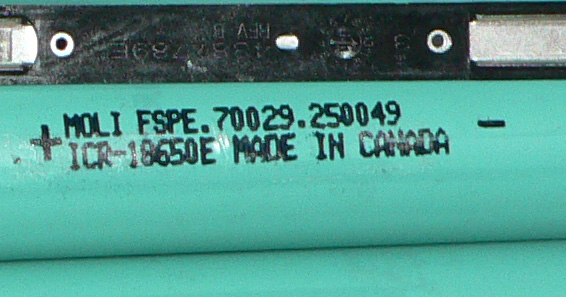 MOLI FSPE.70029.250049
+ ICR-18650E MADE IN CANADA -